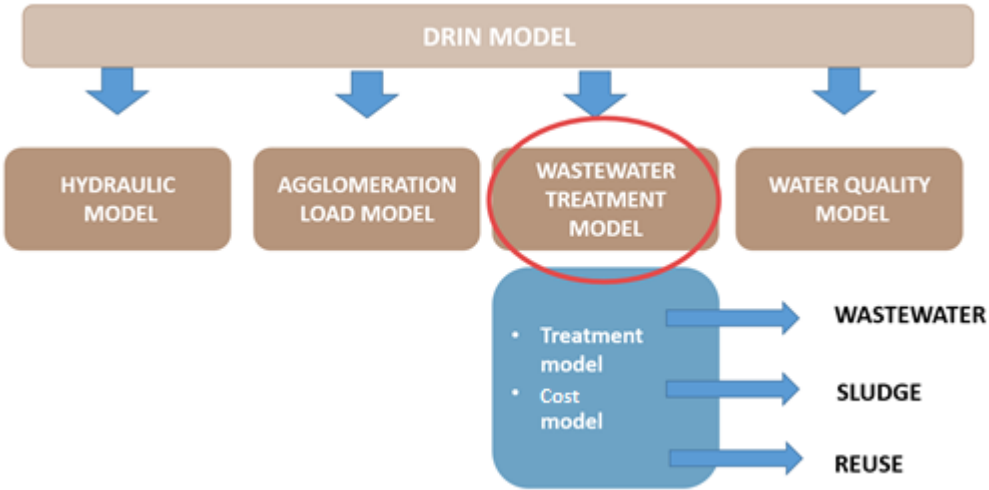 DRIN MODEL
HYDRAULIC
MODEL
AGGLOMERATION
LOAD MODEL
WASTEWATER
TREATMENT
MODEL
WATER QUALITY
MODEL
• Treatment
model
• Cost
model
WASTEWATER
SLUDGE
REUSE